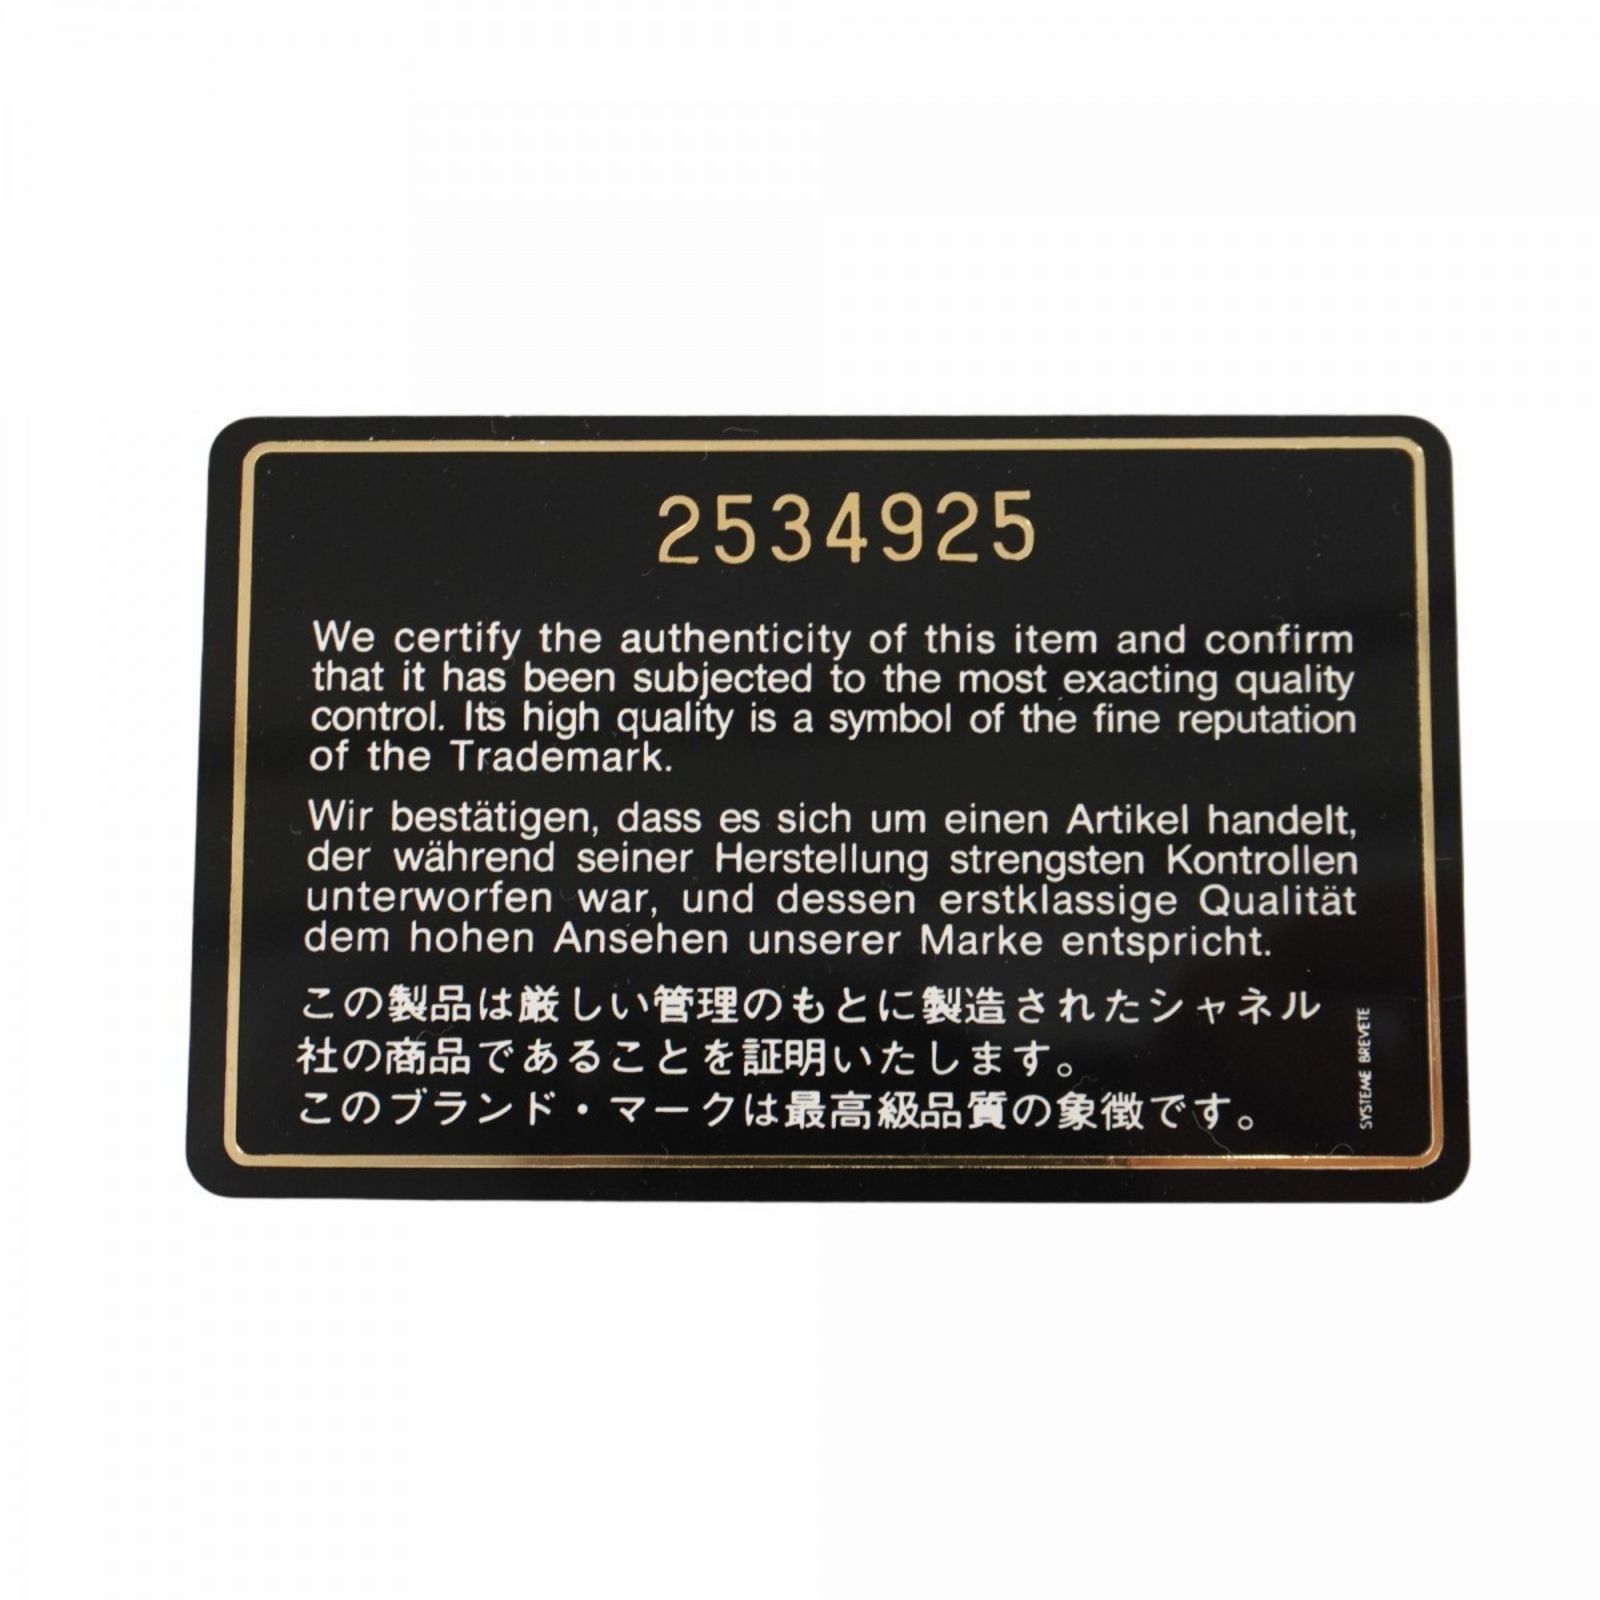 2534925
We certify the authenticity of this item and confirm
that it has been subjected to the most exacting quality
control. Its high quality is a symbol of the fine reputation
of the Trademark.
Wir bestätigen, dass es sich um einen Artikel handelt,
der während seiner Herstellung strengsten Kontrollen
unterworfen war, und dessen erstklassige Qualität
dem hohen Ansehen unserer Marke entspricht.
この製品は厳しい管理のもとに製造されたシャネル
社の商品であることを証明いたします。
このブランド・マークは最高級品質の象徴です。
SYSTEME BREVETE